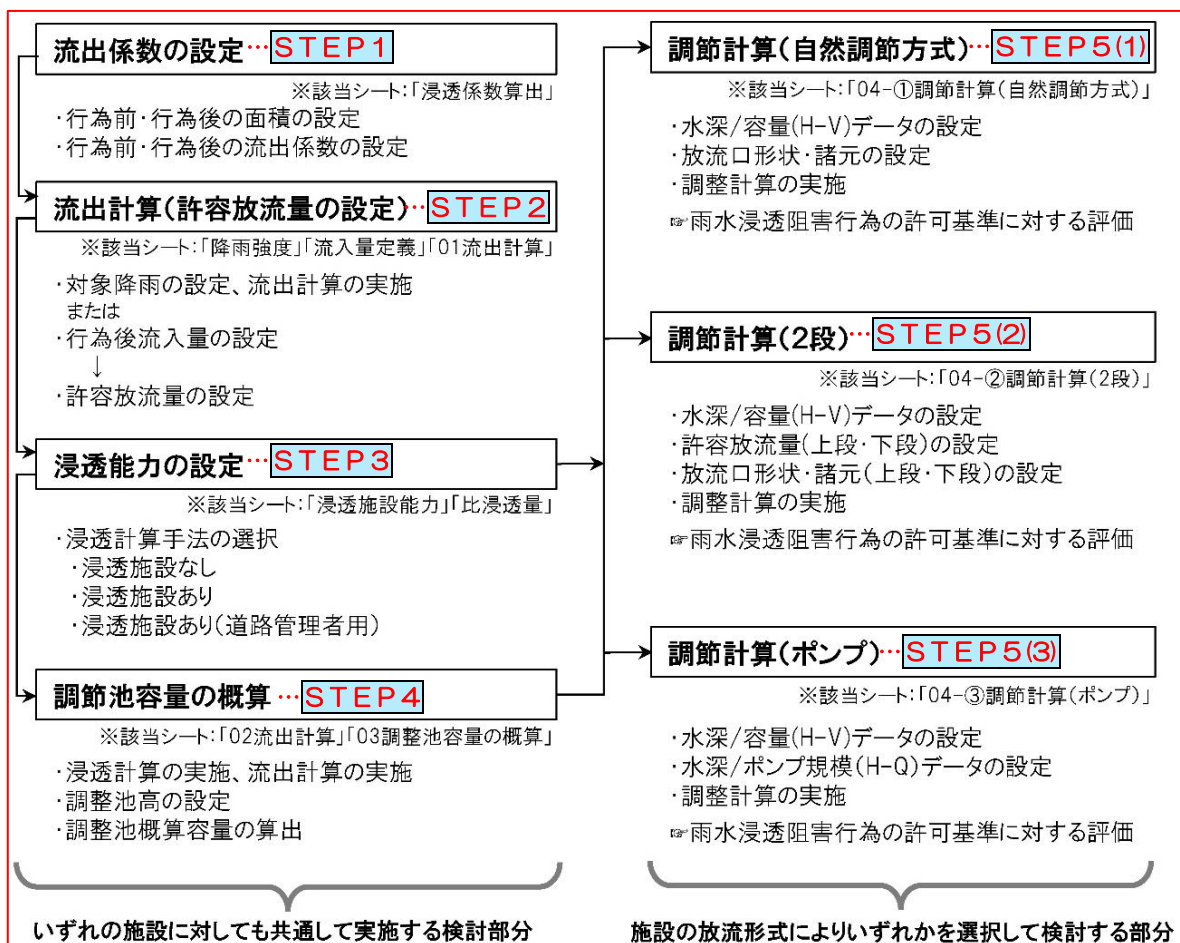 流出係数の設定…STEP1
※該当シート:「浸透係数算出」
・行為前・行為後の面積の設定
・行為前・行為後の流出係数の設定
流出計算(許容放流量の設定)…STEP2
※該当シート:「降雨強度」「流入量定義」「01流出計算」
・対象降雨の設定、流出計算の実施
または
・行為後流入量の設定
↓
・許容放流量の設定
浸透能力の設定…STEP3
※該当シート:「浸透施設能力」「比浸透量」
・浸透計算手法の選択
・浸透施設なし
・浸透施設あり
・浸透施設あり(道路管理者用)
調節池容量の概算…STEP4
※該当シート:「02流出計算」「03調整池容量の概算」
・浸透計算の実施、流出計算の実施
・調整池高の設定
・調整池概算容量の算出
いずれの施設に対しても共通して実施する検討部分
調節計算(自然調節方式)…STEP5(1)
※該当シート:「04-①調節計算(自然調節方式)」
・水深/容量(H-V)データの設定
・放流口形状・諸元の設定
・調整計算の実施
☞雨水浸透阻害行為の許可基準に対する評価
調節計算(2段)…STEP5(2)
※該当シート:「04-②調節計算(2段)」
・水深/容量(H-V)データの設定
・許容放流量(上段・下段)の設定
・放流口形状・諸元(上段・下段)の設定
・調整計算の実施
☞雨水浸透阻害行為の許可基準に対する評価
調節計算(ポンプ)…STEP5(3)
※該当シート:「04-③調節計算(ポンプ)」
・水深/容量(H-V)データの設定
・水深/ポンプ規模(H-Q)データの設定
・調整計算の実施
☞雨水浸透阻害行為の許可基準に対する評価
施設の放流形式によりいずれかを選択して検討する部分